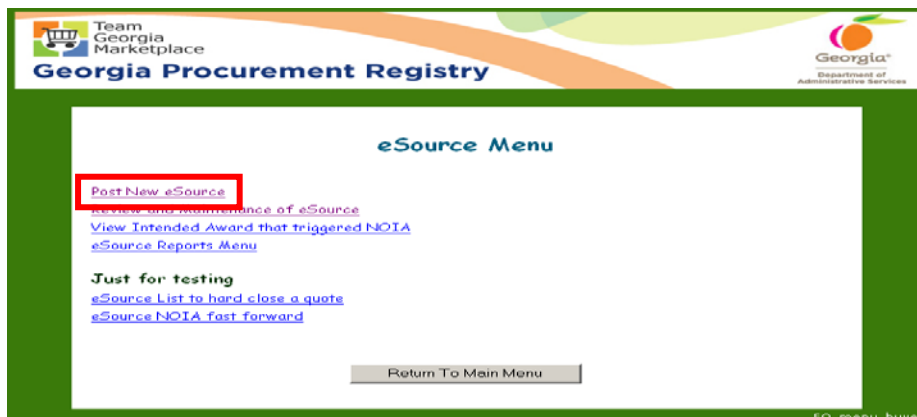 Team
Georgia
Marketplace
Georgia Procurement Registry
Georgia
Department of
Administrative Services
eSource Menu
Post New eSource
Review and Maintenance of eSource
View Intended Award that triggered NOIA
eSource Reports Menu
Just for testing
eSource List to hard close a quote
eSource NOIA fast forward
Return To Main Menu